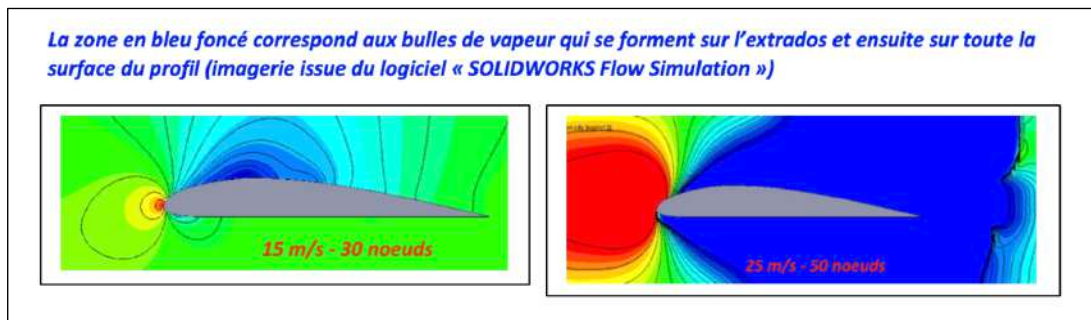 La zone en bleu foncé correspond aux bulles de vapeur qui se forment sur l’extrados et ensuite sur toute la
surface du profil (imagerie issue du logiciel « SOLIDWORKS Flow Simulation »)
15 m/s - 30 noeuds
25 m/s - 50 noeuds